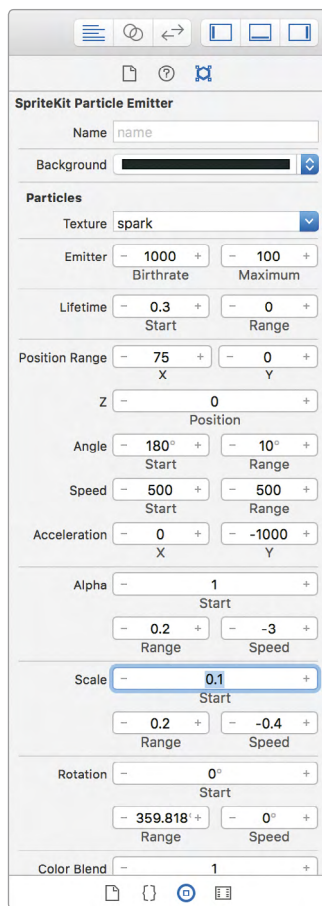 SpriteKit Particle Emitter
Name name
Background
Particles
Texture spark
Emitter − 1000 + − 100 +
Birthrate Maximum
Lifetime − 0.3 + − 0 +
Start Range
Position Range − 75 + − 0 +
X Y
Z − 0 +
Position
Angle − 180° + − 10° +
Start Range
Speed − 500 + − 500 +
Start Range
Acceleration − 0 + − -1000 +
X Y
Alpha − 1 +
Start
− 0.2 + − -3 +
Range Speed
Scale − 0.1 +
Start
− 0.2 + − -0.4 +
Range Speed
Rotation − 0° +
Start
− 359.818° + − 0° +
Range Speed
Color Blend − 1 +